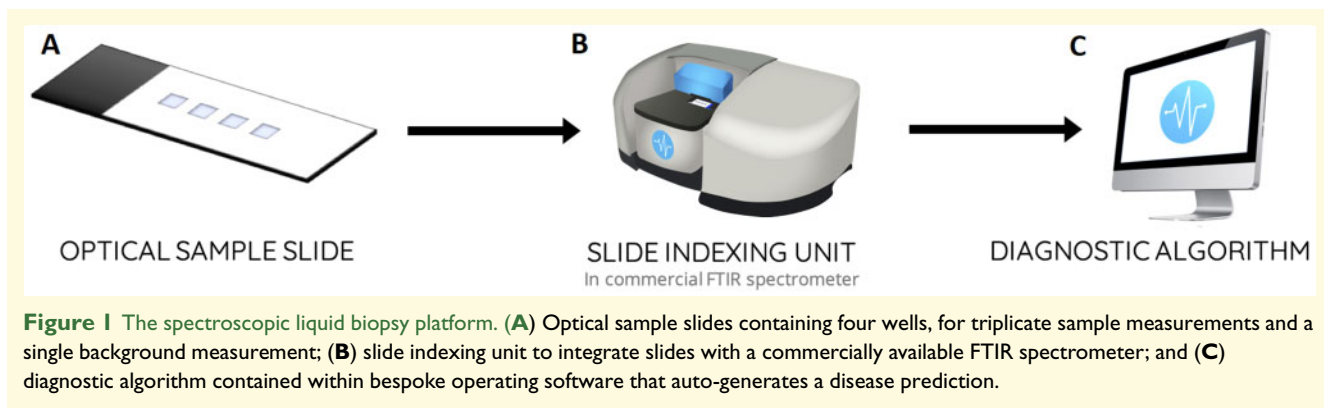 A
B
C
OPTICAL SAMPLE SLIDE
SLIDE INDEXING UNIT
In commercial FTIR spectrometer
DIAGNOSTIC ALGORITHM
Figure 1 The spectroscopic liquid biopsy platform. (A) Optical sample slides containing four wells, for triplicate sample measurements and a
single background measurement; (B) slide indexing unit to integrate slides with a commercially available FTIR spectrometer; and (C)
diagnostic algorithm contained within bespoke operating software that auto-generates a disease prediction.